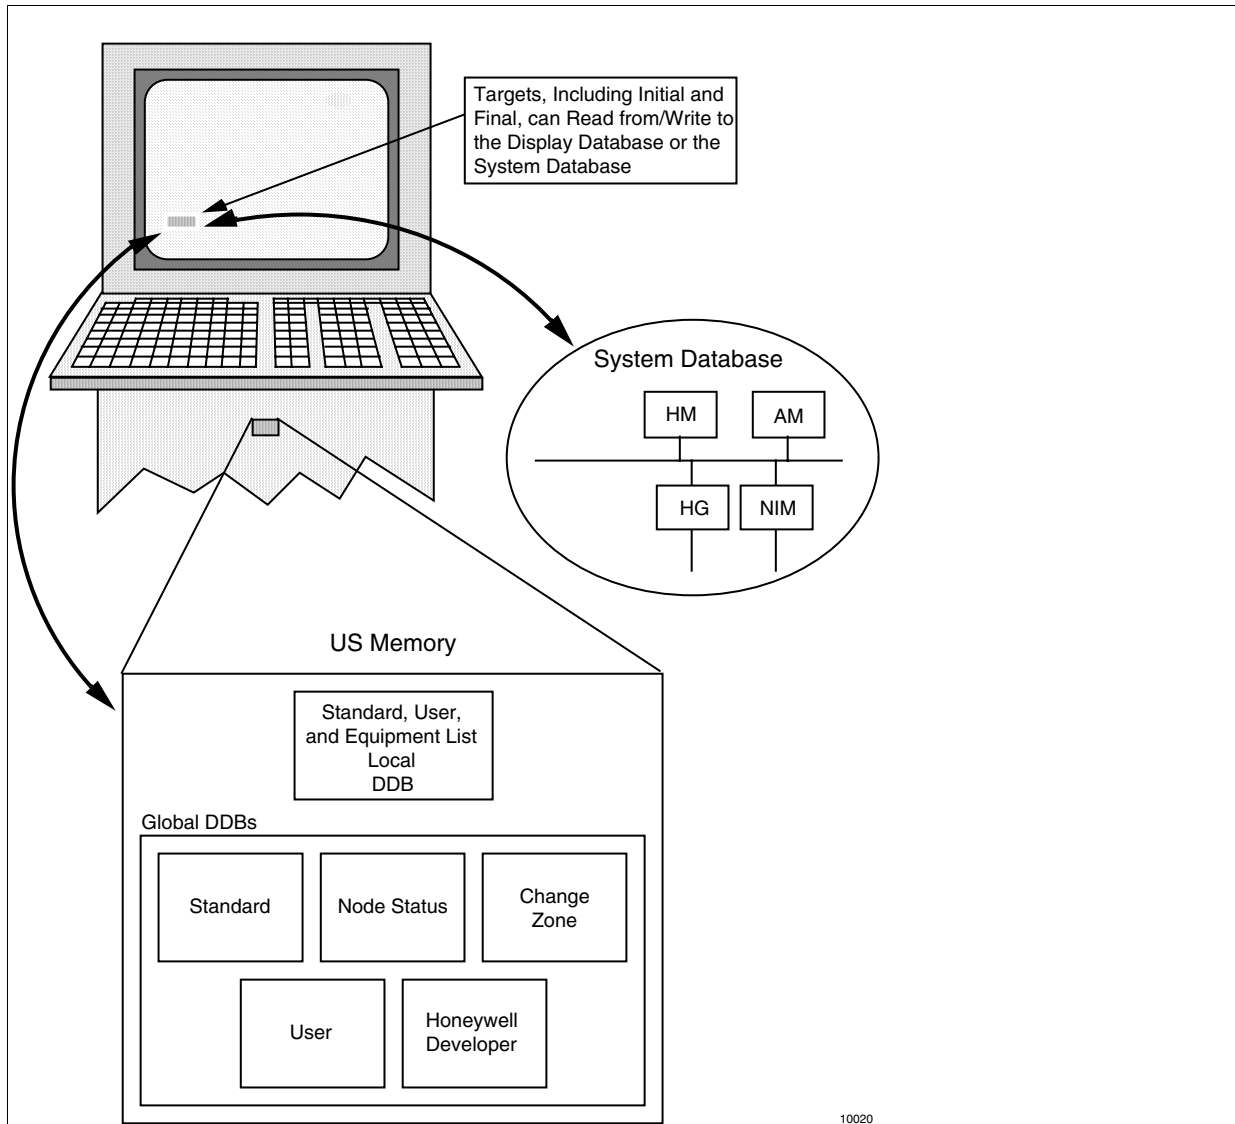 Targets, Including Initial and
Final, can Read from/Write to
the Display Database or the
System Database
System Database
HM
AM
HG
NIM
US Memory
Standard, User,
and Equipment List
Local
DDB
Global DDBs
Standard
Node Status
Change
Zone
User
Honeywell
Developer
10020